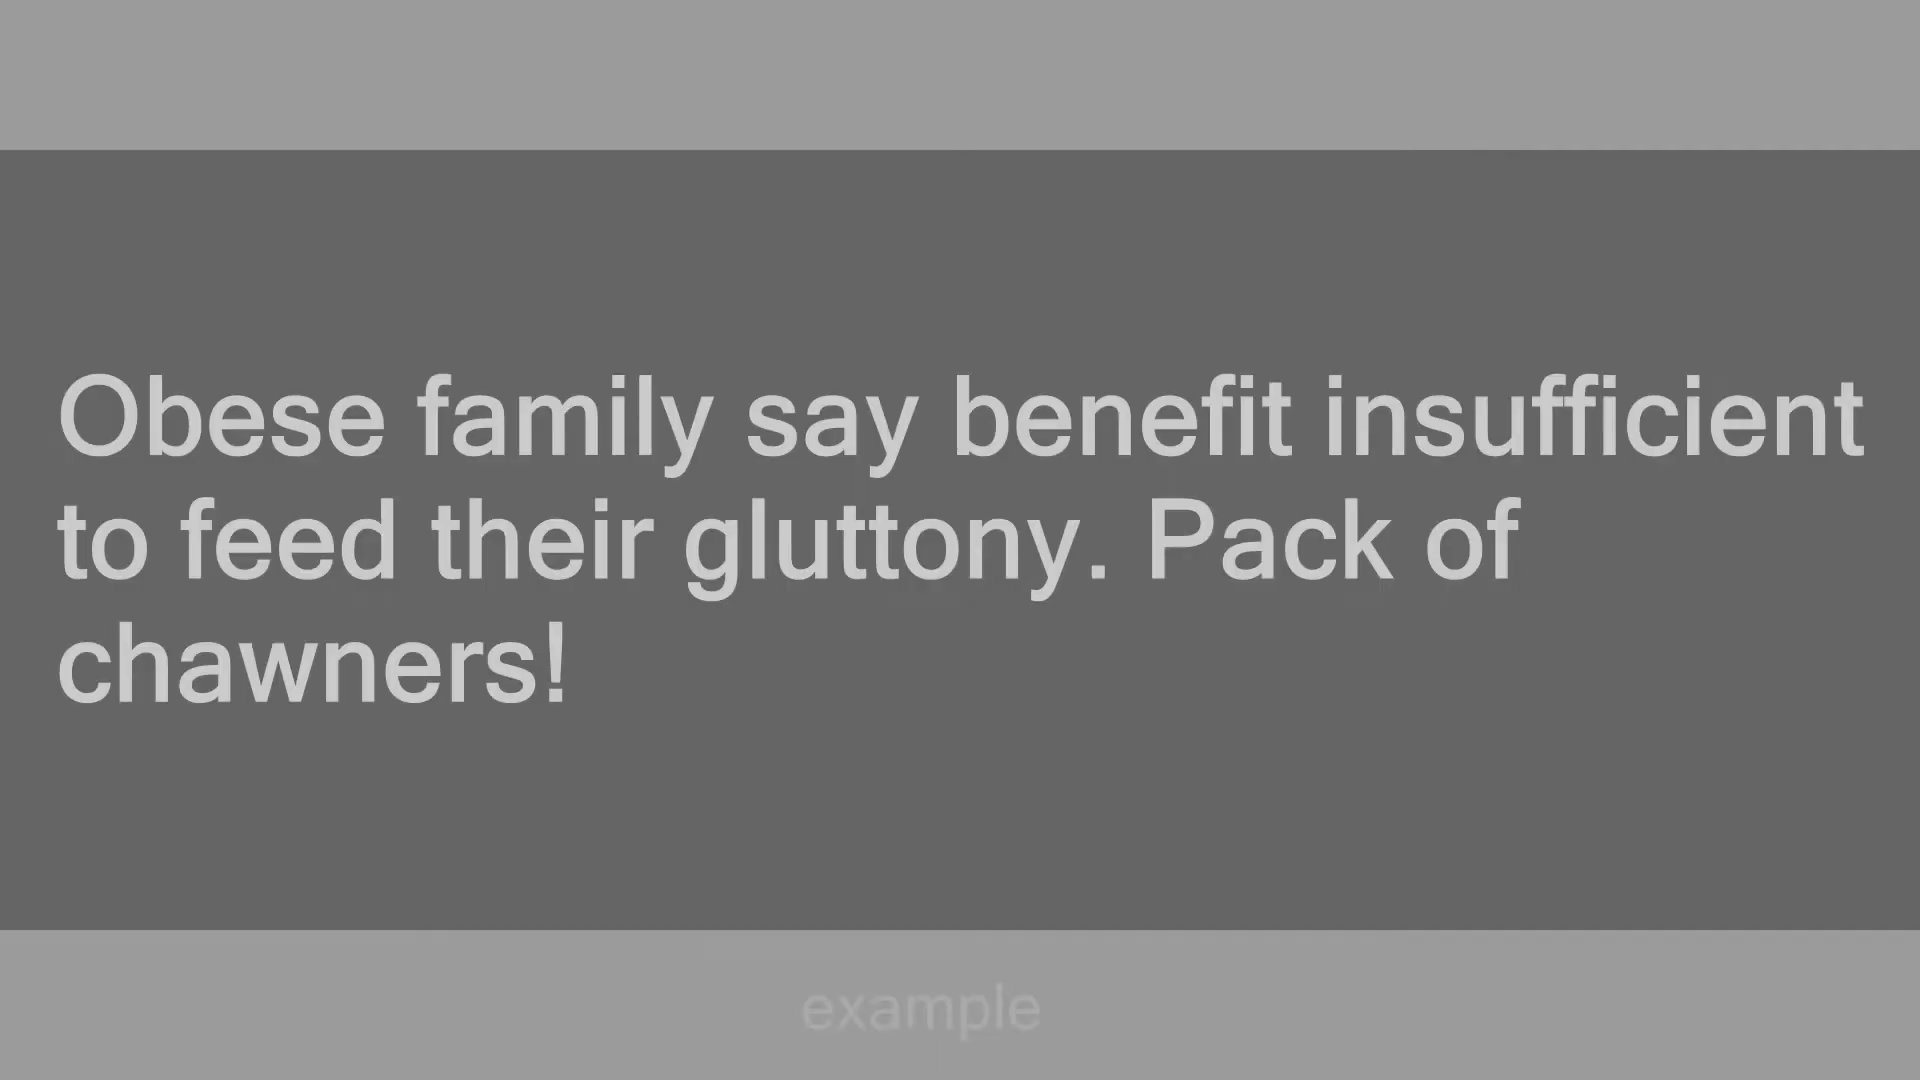 Obese family say benefit insufficient
to feed their gluttony. Pack of
chawners!
example